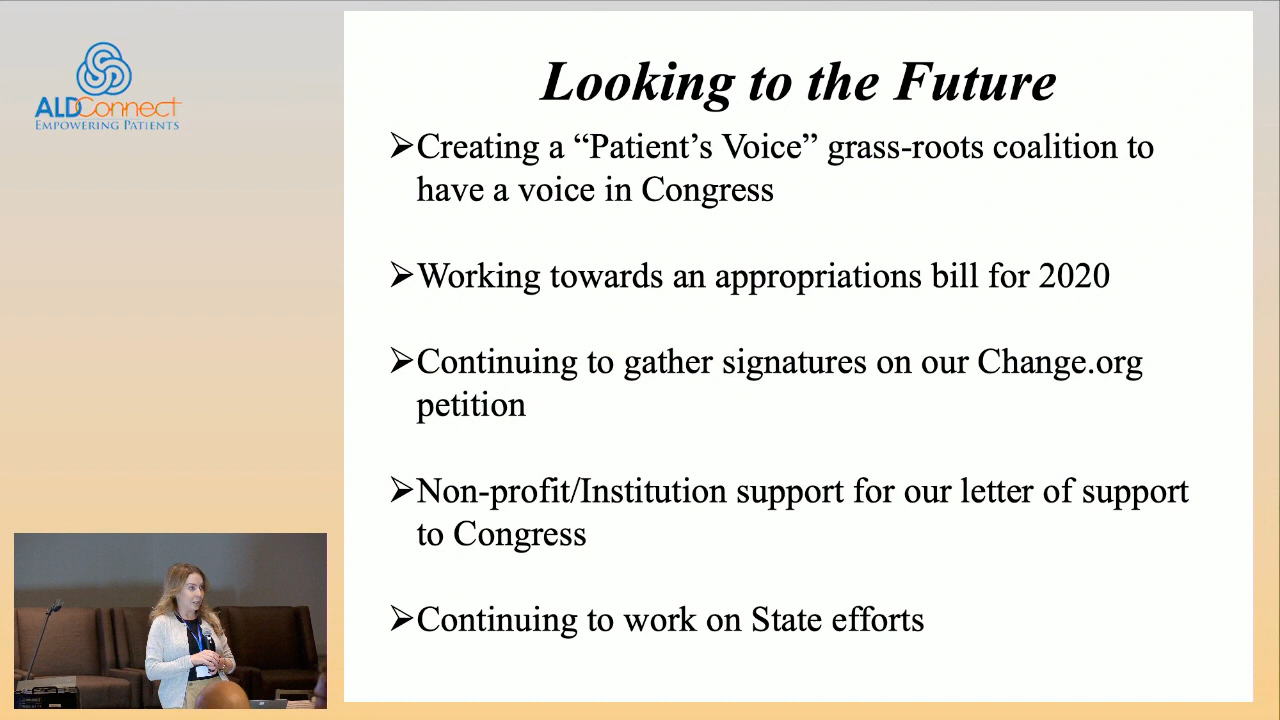 ALDConnect
EMPOWERING PATIENTS
Looking to the Future
➢Creating a “Patient’s Voice” grass-roots coalition to
have a voice in Congress
➢Working towards an appropriations bill for 2020
➢Continuing to gather signatures on our Change.org
petition
➢Non-profit/Institution support for our letter of support
to Congress
➢Continuing to work on State efforts